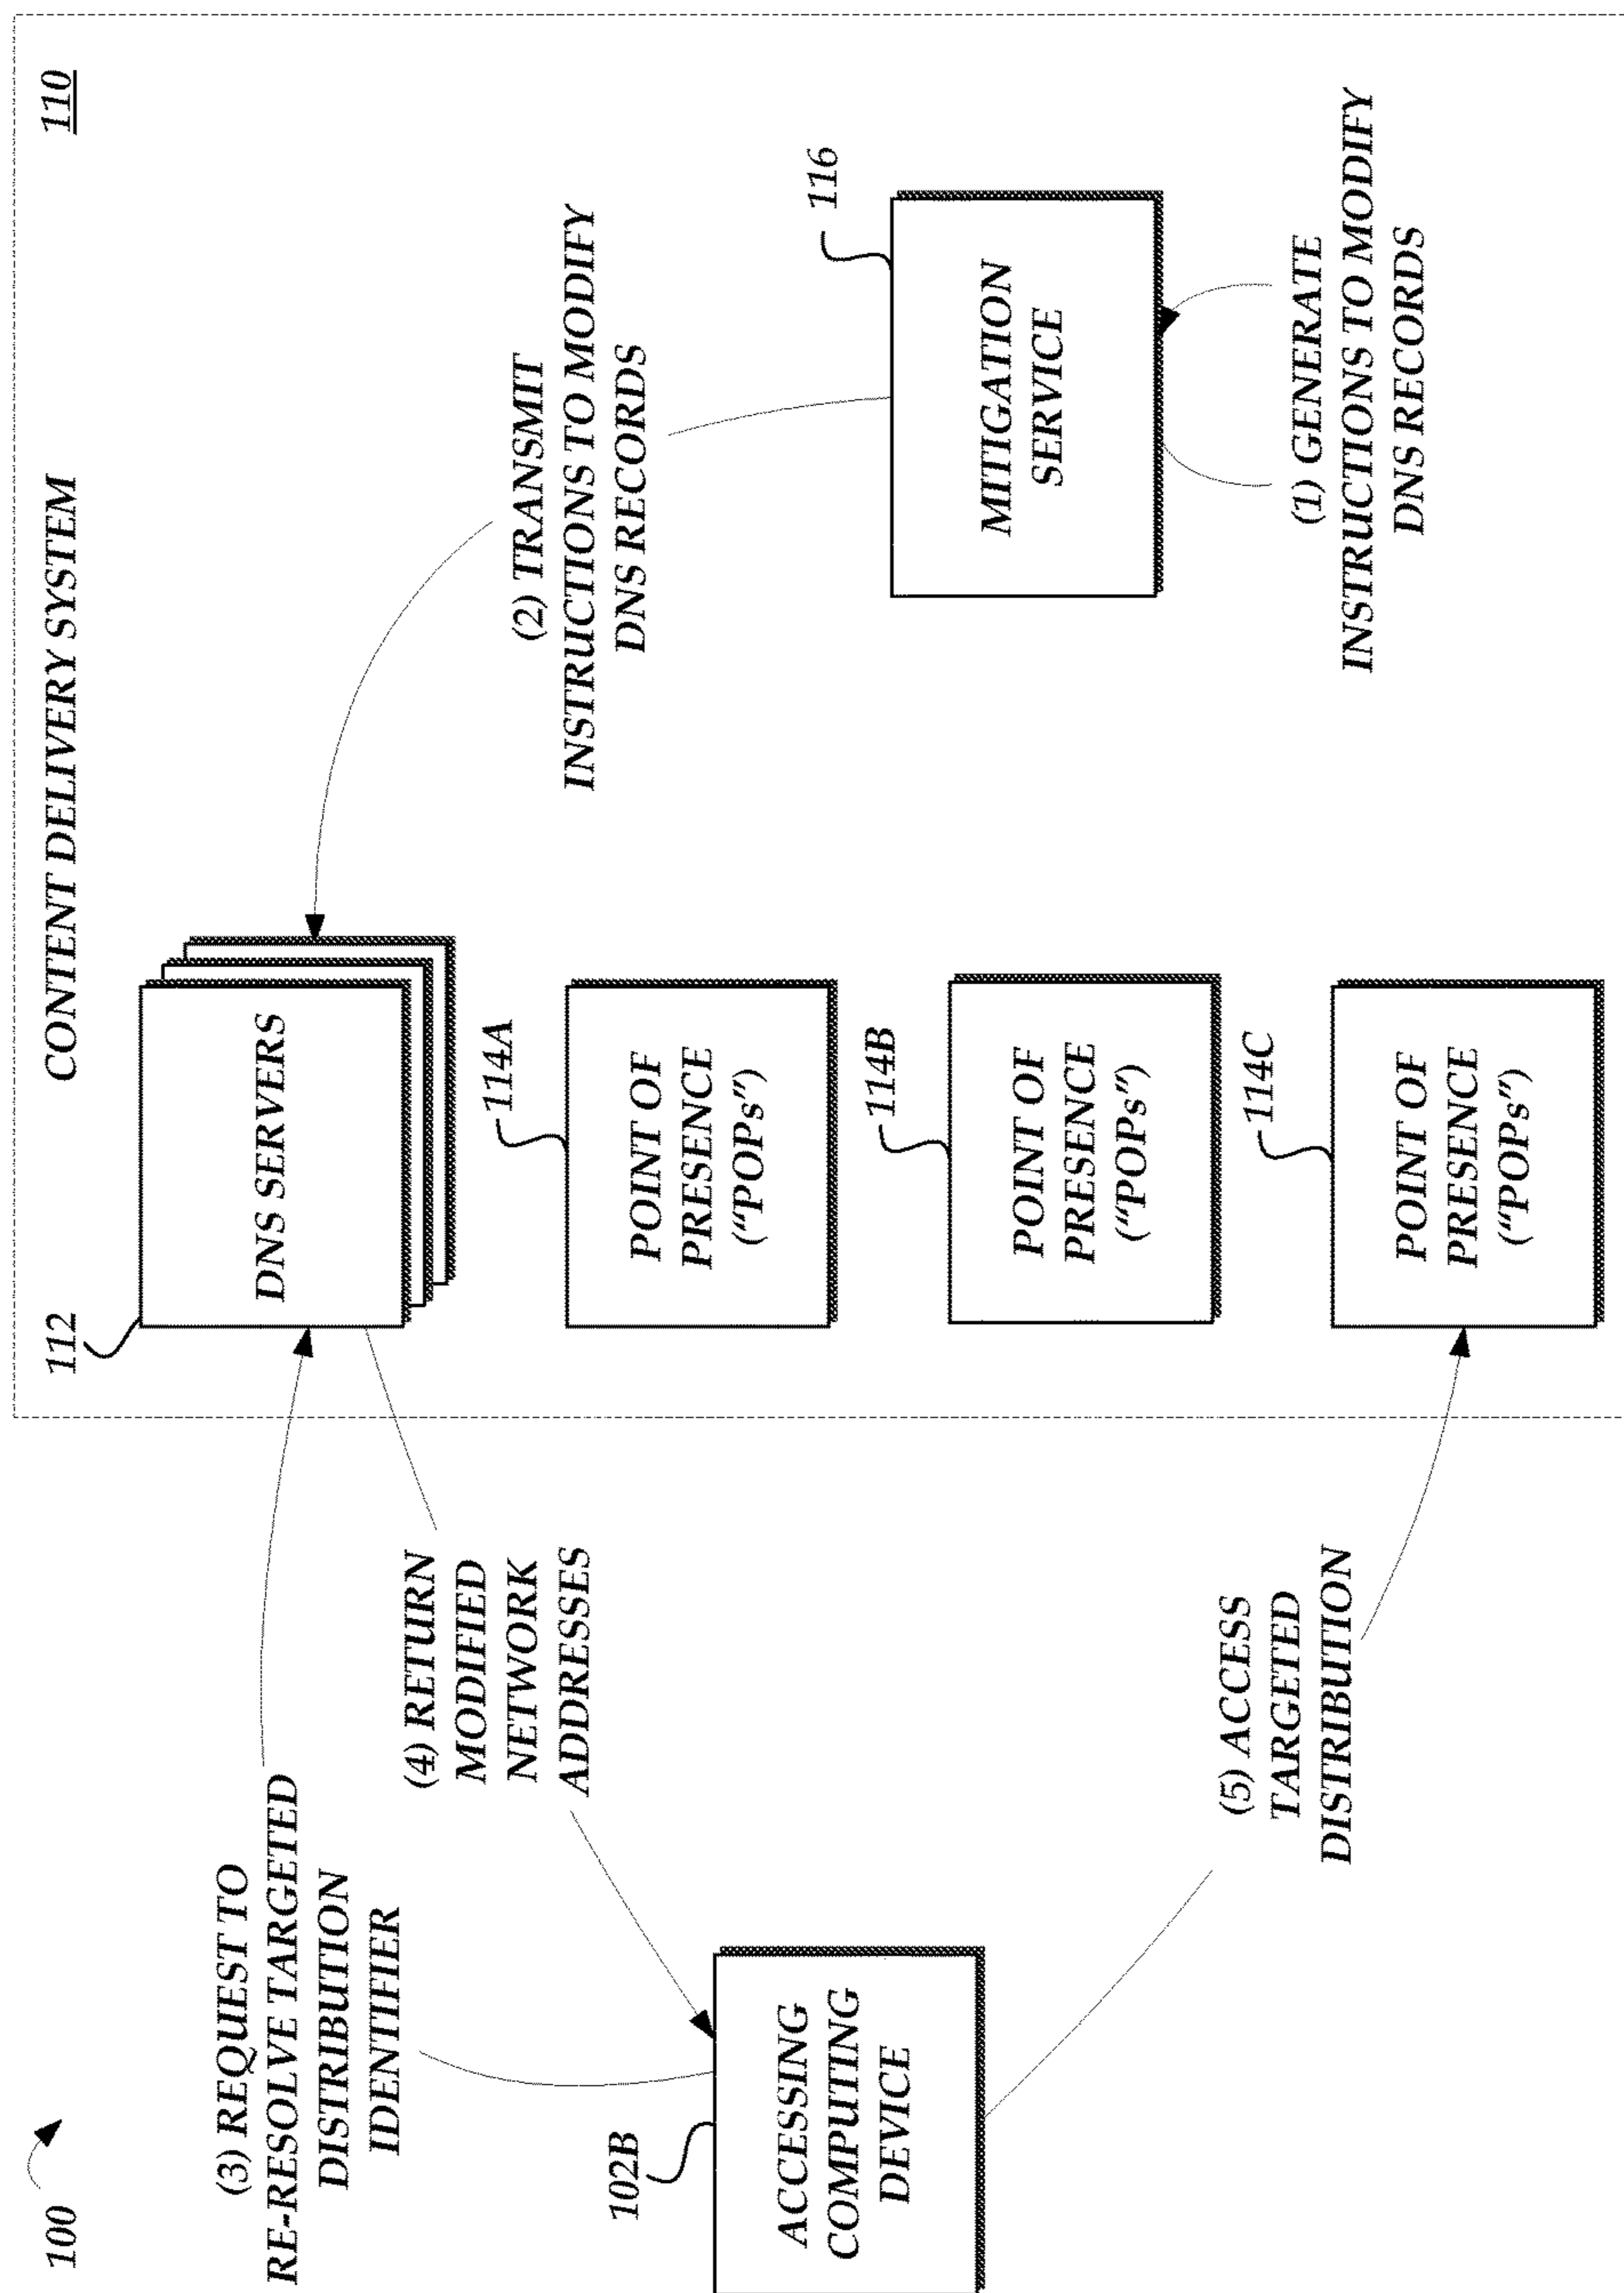 100
CONTENT DELIVERY SYSTEM
110
(3) REQUEST TO
RE-RESOLVE TARGETED
DISTRIBUTION
IDENTIFIER
112
DNS SERVERS
(4) RETURN
MODIFIED
NETWORK
ADDRESSES
(2) TRANSMIT
INSTRUCTIONS TO MODIFY
DNS RECORDS
102B
ACCESSING
COMPUTING
DEVICE
114A
POINT OF
PRESENCE
(“POPs”)
116
MITIGATION
SERVICE
114B
POINT OF
PRESENCE
(“POPs”)
(5) ACCESS
TARGETED
DISTRIBUTION
114C
POINT OF
PRESENCE
(“POPs”)
(1) GENERATE
INSTRUCTIONS TO MODIFY
DNS RECORDS